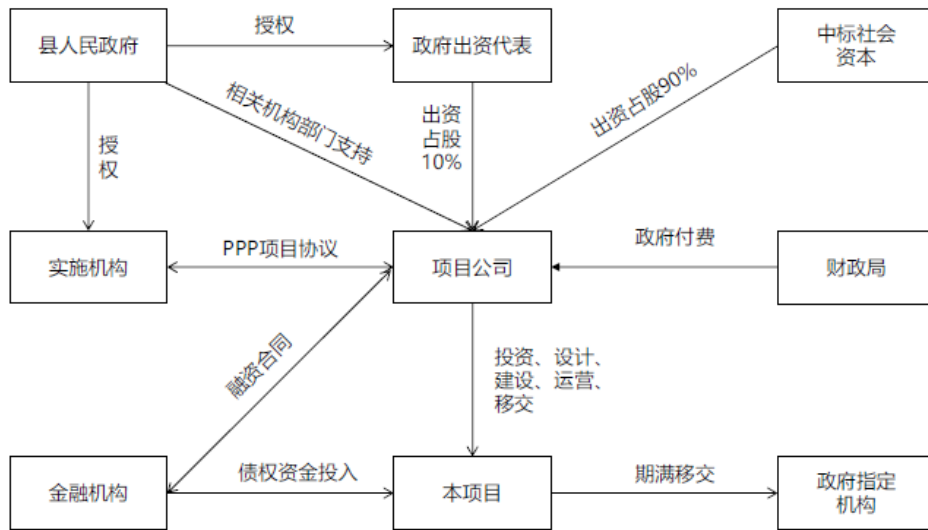 县人民政府
授权
政府出资代表
中标社会
资本
相关机构部门支持
出资
占股
10%
出资占股90%
授
权
实施机构
PPP项目协议
项目公司
政府付费
财政局
融资合同
投资、设计、
建设、运营、
移交
金融机构
债权资金投入
本项目
期满移交
政府指定
机构